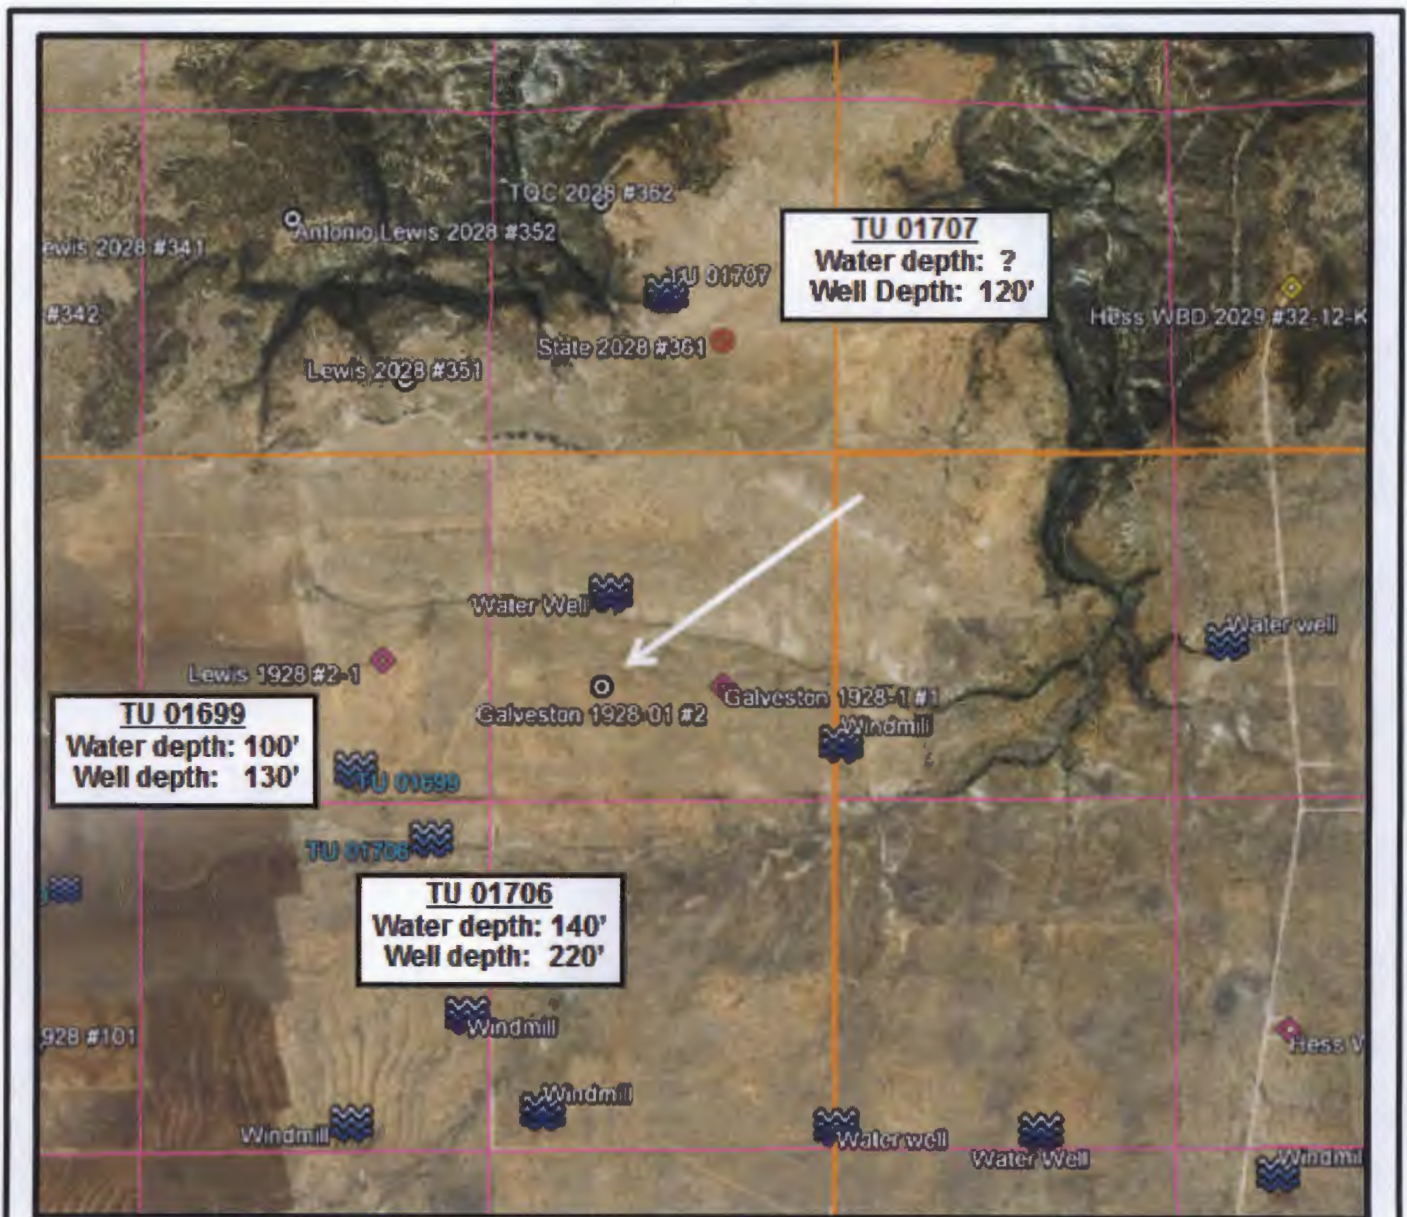 TQC 2028 #362
Antonio Lewis 2028 #352
ewis 2028 #341
TU 01707
TU 01707
Water depth: ?
Well Depth: 120'
#342
Hess WBD 2029 #32-12-K
State 2028 #361
Lewis 2028 #351
Water Well
Water well
Lewis 1928 #2-1
Galveston 1928-1 #1
Galveston 1928-01 #2
Windmill
TU 01699
Water depth: 100'
Well depth: 130'
TU 01699
TU 01706
TU 01706
Water depth: 140'
Well depth: 220'
Windmill
928 #101
Hess W
Windmill
Windmill
Water well
Water Well
Windmil